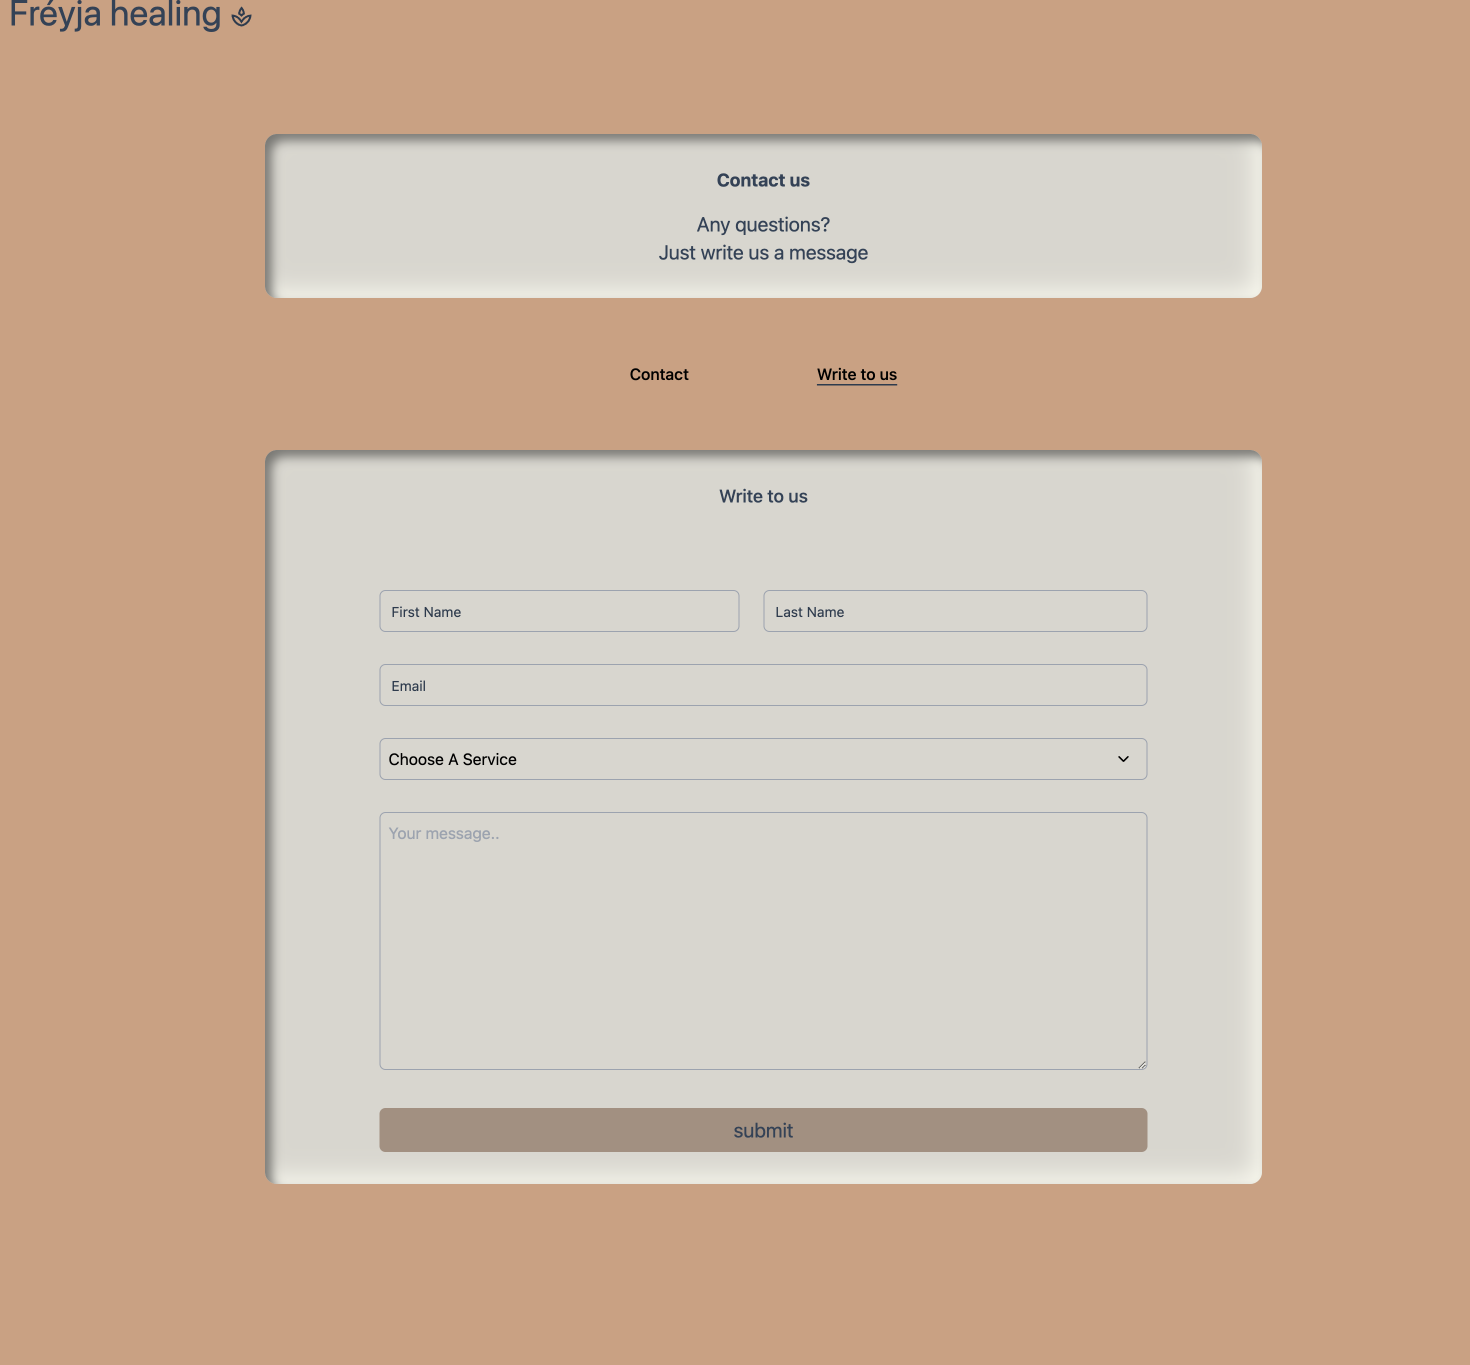 Fréyja healing
Contact us
Any questions?
Just write us a message
Contact
Write to us
Write to us
First Name
Last Name
Email
Choose A Service
Your message..
submit